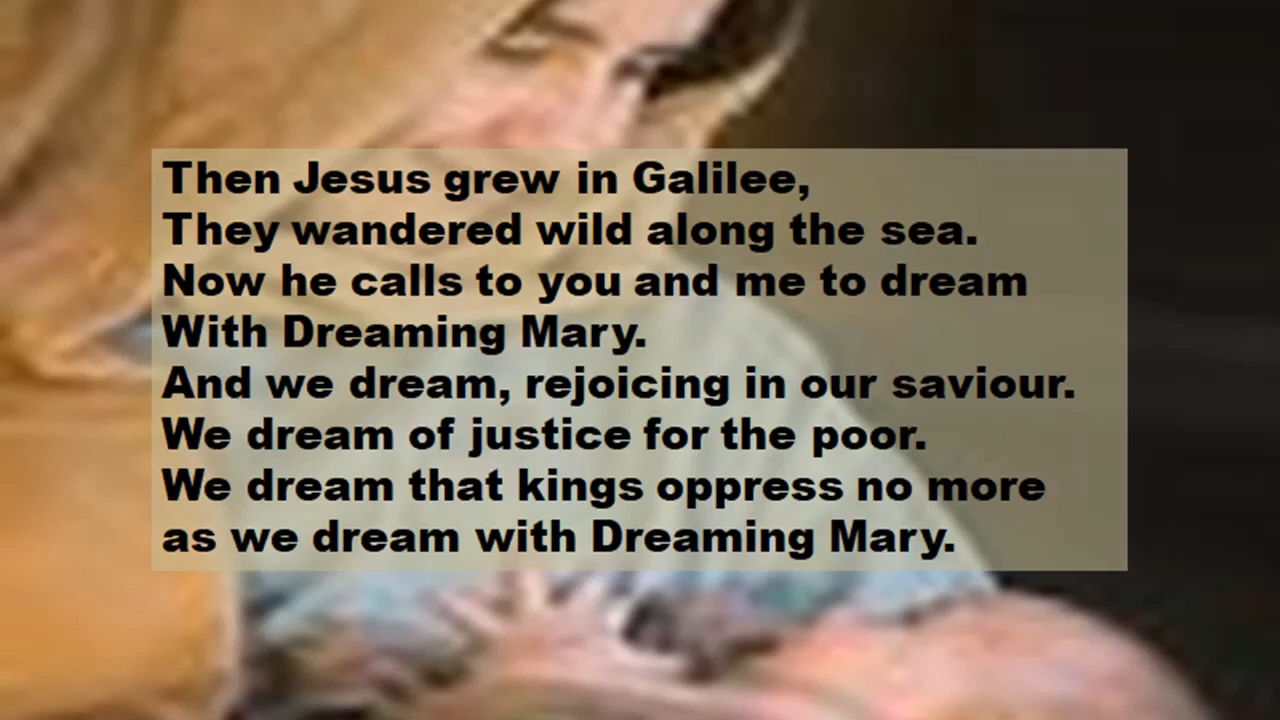 Then Jesus grew in Galilee,
They wandered wild along the sea.
Now he calls to you and me to dream
With Dreaming Mary.
And we dream, rejoicing in our saviour.
We dream of justice for the poor.
We dream that kings oppress no more
as we dream with Dreaming Mary.